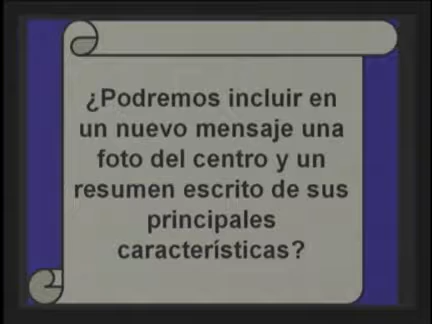 ¿Podremos incluir en
un nuevo mensaje una
foto del centro y un
resumen escrito de sus
principales
características?